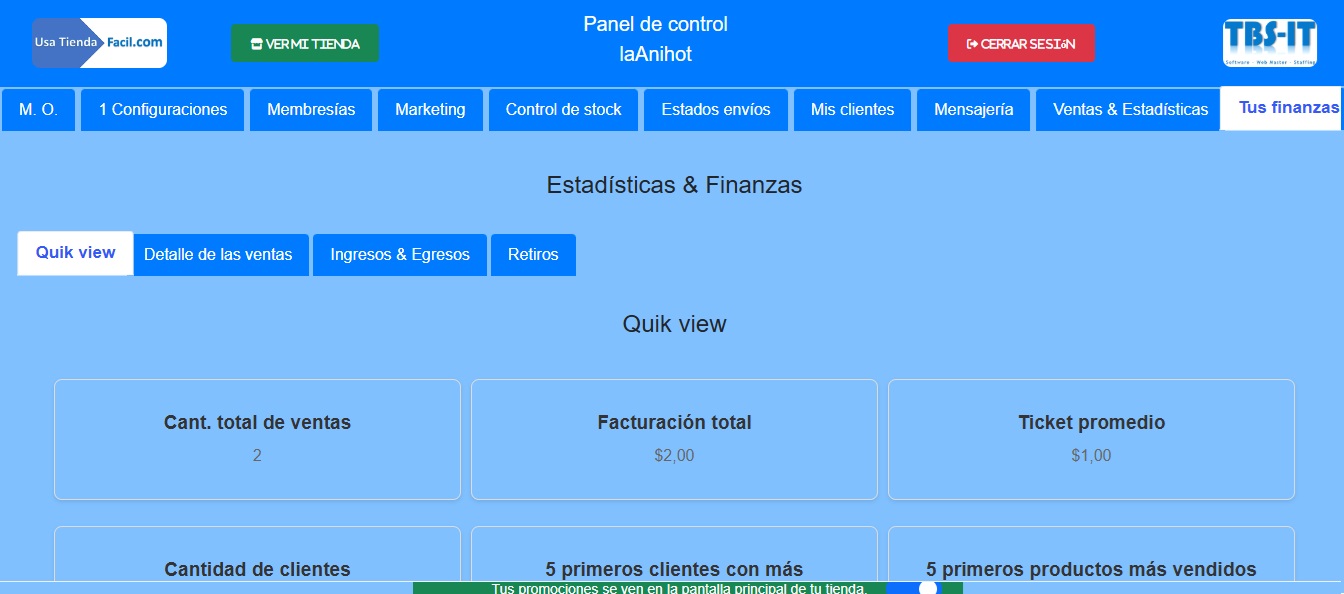 Usa Tienda Facil.com
VER MI TIENDA
Panel de control
laAnihot
CERRAR SESIóN
TBS-IT
Software - Web Master - Staffing
M. O.
1 Configuraciones
Membresías
Marketing
Control de stock
Estados envíos
Mis clientes
Mensajería
Ventas & Estadísticas
Tus finanzas
Estadísticas & Finanzas
Quik view
Detalle de las ventas
Ingresos & Egresos
Retiros
Quik view
Cant. total de ventas
2
Facturación total
$2,00
Ticket promedio
$1,00
Cantidad de clientes
5 primeros clientes con más
5 primeros productos más vendidos
Tus promociones se ven en la pantalla principal de tu tienda.